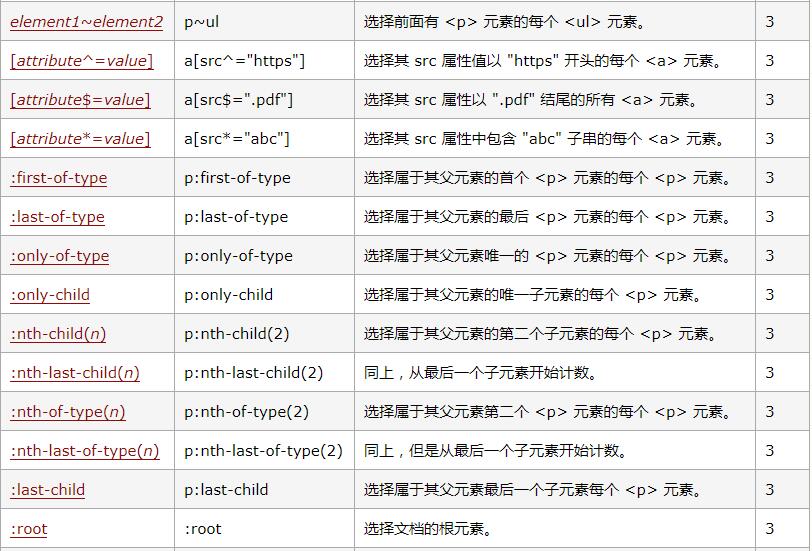 element1~element2 p~ul 选择前面有 <p> 元素的每个 <ul> 元素。 3
[attribute^=value] a[src^="https"] 选择其 src 属性值以 "https" 开头的每个 <a> 元素。 3
[attribute$=value] a[src$=".pdf"] 选择其 src 属性以 ".pdf" 结尾的所有 <a> 元素。 3
[attribute*=value] a[src*="abc"] 选择其 src 属性中包含 "abc" 子串的每个 <a> 元素。 3
:first-of-type p:first-of-type 选择属于其父元素的首个 <p> 元素的每个 <p> 元素。 3
:last-of-type p:last-of-type 选择属于其父元素的最后 <p> 元素的每个 <p> 元素。 3
:only-of-type p:only-of-type 选择属于其父元素唯一的 <p> 元素的每个 <p> 元素。 3
:only-child p:only-child 选择属于其父元素的唯一子元素的每个 <p> 元素。 3
:nth-child(n) p:nth-child(2) 选择属于其父元素的第二个子元素的每个 <p> 元素。 3
:nth-last-child(n) p:nth-last-child(2) 同上，从最后一个子元素开始计数。 3
:nth-of-type(n) p:nth-of-type(2) 选择属于其父元素第二个 <p> 元素的每个 <p> 元素。 3
:nth-last-of-type(n) p:nth-last-of-type(2) 同上，但是从最后一个子元素开始计数。 3
:last-child p:last-child 选择属于其父元素最后一个子元素每个 <p> 元素。 3
:root :root 选择文档的根元素。 3